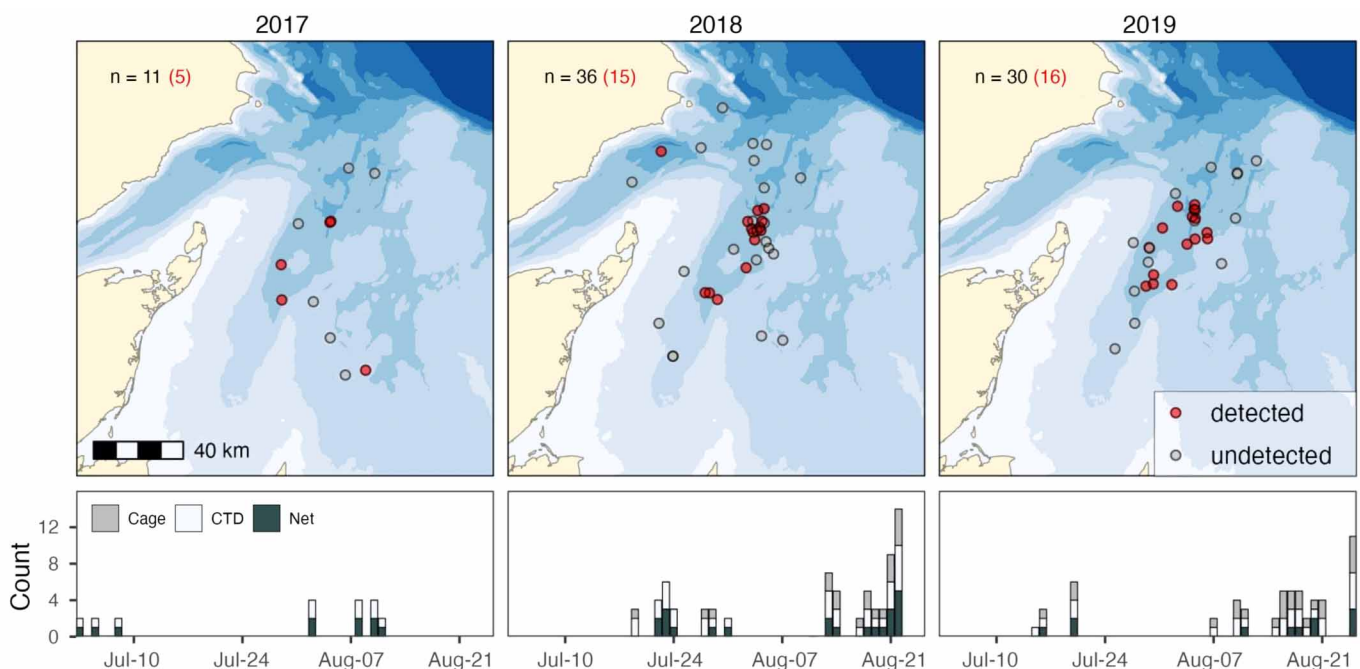 2017
2018
2019
n = 11 (5)
n = 36 (15)
n = 30 (16)
40 km
detected
undetected
Count
12
8
4
0
Cage
CTD
Net
Jul-10
Jul-24
Aug-07
Aug-21
Jul-10
Jul-24
Aug-07
Aug-21
Jul-10
Jul-24
Aug-07
Aug-21